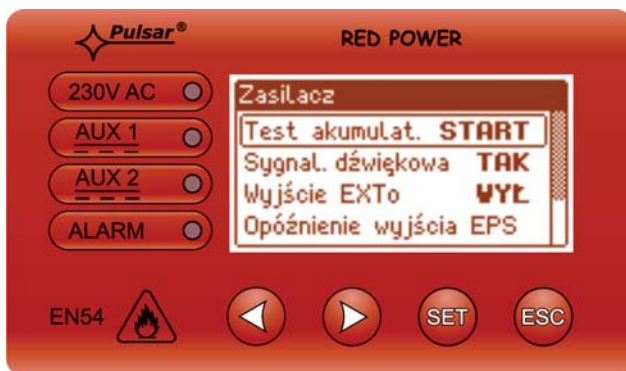 Pulsar®
RED POWER
230V AC
AUX 1
AUX 2
ALARM
EN54
Zasilacz
Test akumulat. START
Sygnal. dźwiękowa TAK
Wyjście EXTo WYŁ
Opóźnienie wyjścia EPS
SET
ESC